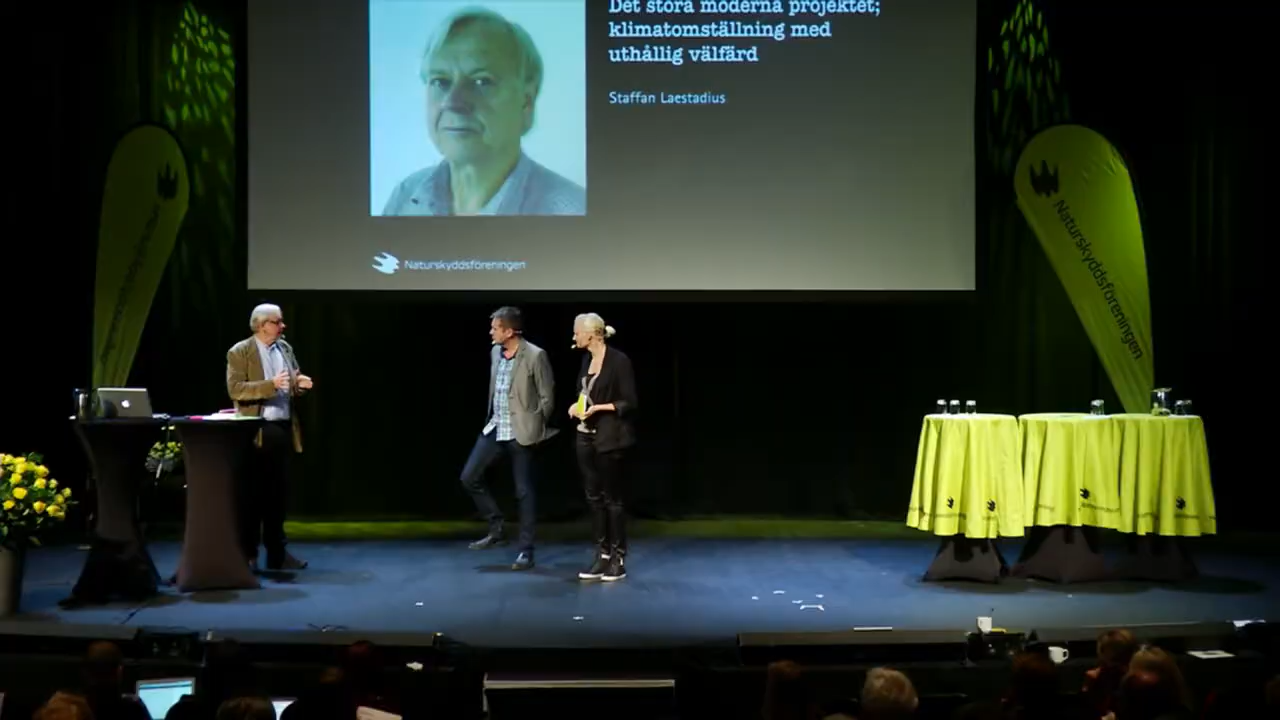 Det stora moderna projektet;
klimatomställning med
uthållig välfärd
Staffan Laestadius
Naturskyddsföreningen
Naturskyddsföreningen